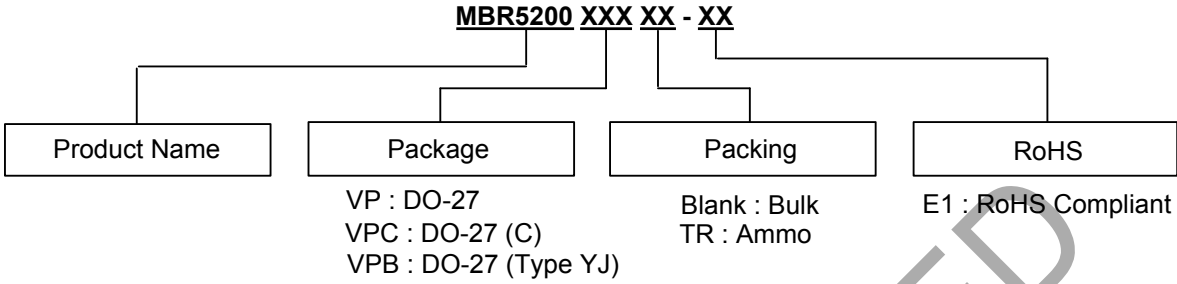 MBR5200 XXX XX - XX
Product Name
Package
Packing
RoHS
VP : DO-27
VPC : DO-27 (C)
VPB : DO-27 (Type YJ)
Blank : Bulk
TR : Ammo
E1 : RoHS Compliant